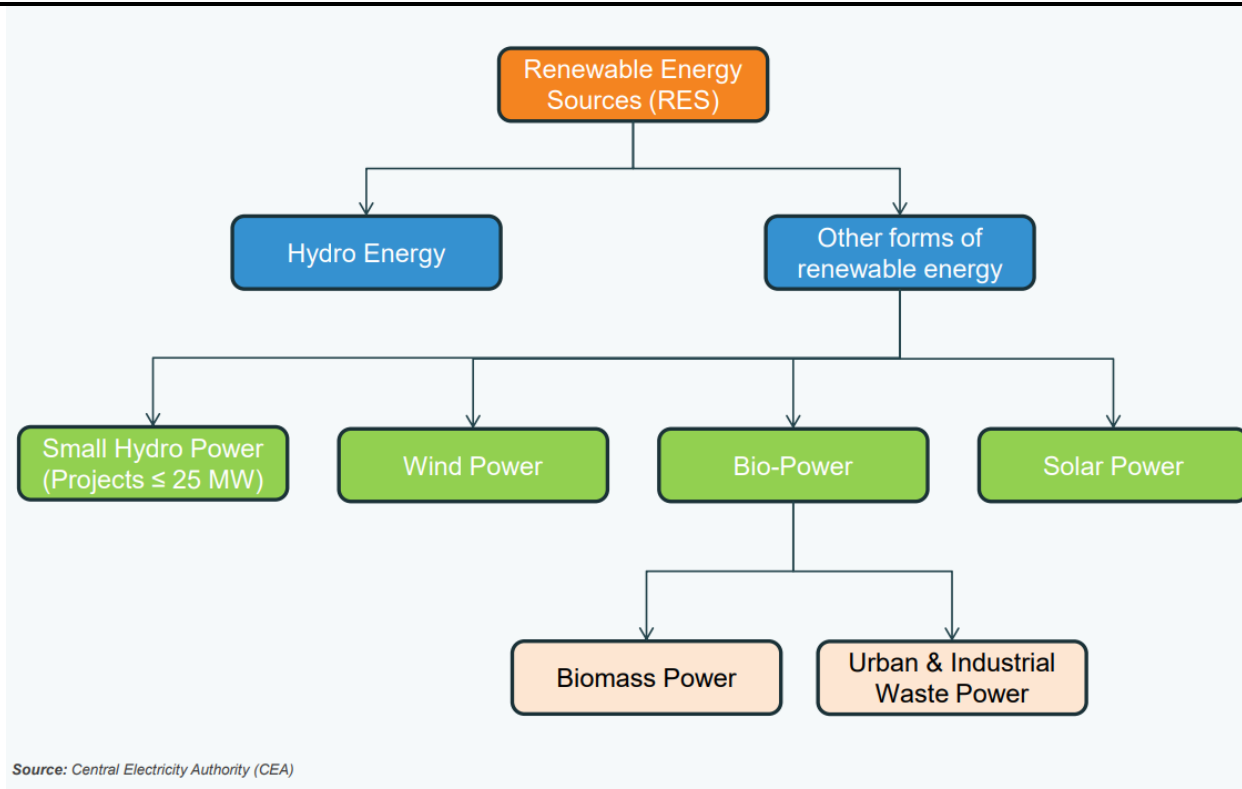 Renewable Energy
Sources (RES)
Hydro Energy
Other forms of
renewable energy
Small Hydro Power
(Projects ≤ 25 MW)
Wind Power
Bio-Power
Solar Power
Biomass Power
Urban & Industrial
Waste Power
Source: Central Electricity Authority (CEA)